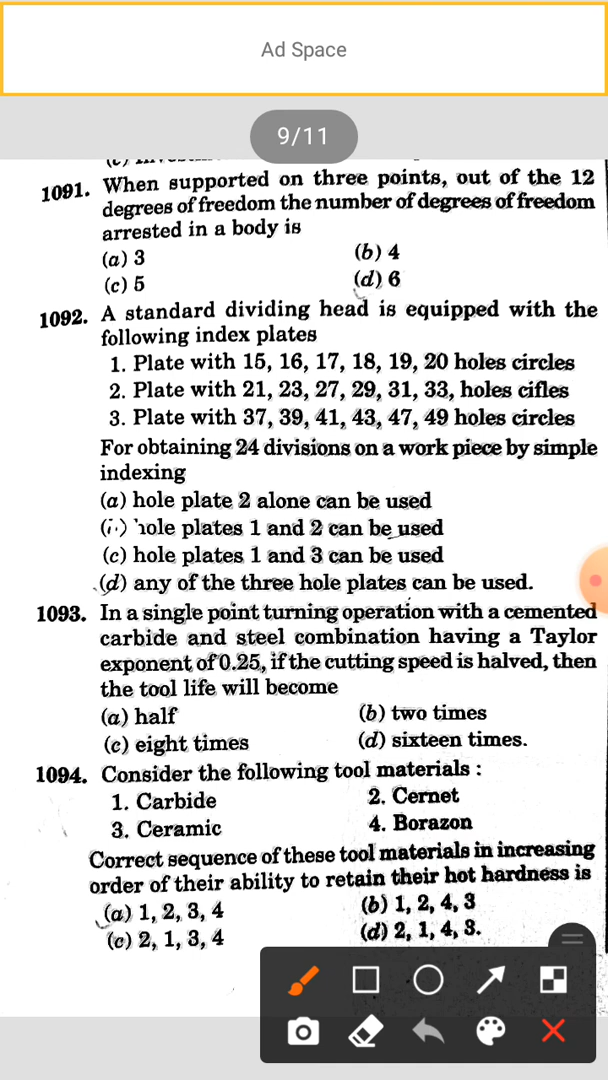 Ad Space
9/11
1091. When supported on three points, out of the 12
degrees of freedom the number of degrees of freedom
arrested in a body is
(a) 3 (b) 4
(c) 5 (d) 6
1092. A standard dividing head is equipped with the
following index plates
1. Plate with 15, 16, 17, 18, 19, 20 holes circles
2. Plate with 21, 23, 27, 29, 31, 33, holes cifles
3. Plate with 37, 39, 41, 43, 47, 49 holes circles
For obtaining 24 divisions on a work piece by simple
indexing
(a) hole plate 2 alone can be used
hole plates 1 and 2 can be used
(c) hole plates 1 and 3 can be used
(d) any of the three hole plates can be used.
1093. In a single point turning operation with a cemented
carbide and steel combination having a Taylor
exponent of 0.25, if the cutting speed is halved, then
the tool life will become
(a) half (b) two times
(c) eight times (d) sixteen times.
1094. Consider the following tool materials :
1. Carbide 2. Cernet
3. Ceramic 4. Borazon
Correct sequence of these tool materials in increasing
order of their ability to retain their hot hardness is
(a) 1, 2, 3, 4 (b) 1, 2, 4, 3
(c) 2, 1, 3, 4 (d) 2, 1, 4, 3.